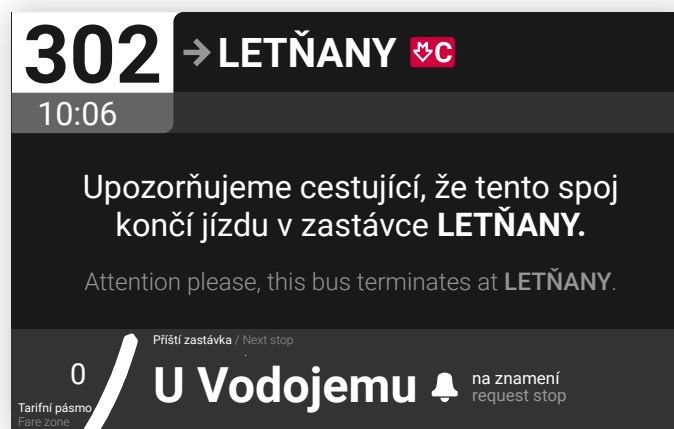 302 LETŇANY C
10:06
Upozorňujeme cestující, že tento spoj
končí jízdu v zastávce LETŇANY.
Attention please, this bus terminates at LETŇANY.
Příští zastávka / Next stop
0
U Vodojemu
na znamení
request stop
Tarifní pásmo
Fare zone